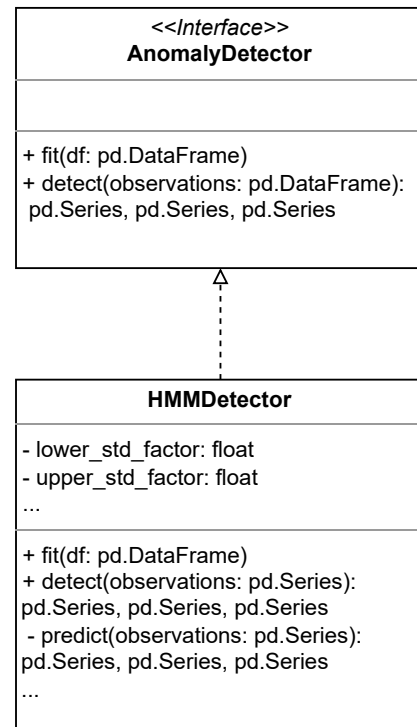 <<Interface>>
AnomalyDetector
+ fit(df: pd.DataFrame)
+ detect(observations: pd.DataFrame):
pd.Series, pd.Series, pd.Series
HMMDetector
- lower_std_factor: float
- upper_std_factor: float
...
+ fit(df: pd.DataFrame)
+ detect(observations: pd.Series):
pd.Series, pd.Series, pd.Series
- predict(observations: pd.Series):
pd.Series, pd.Series, pd.Series
...